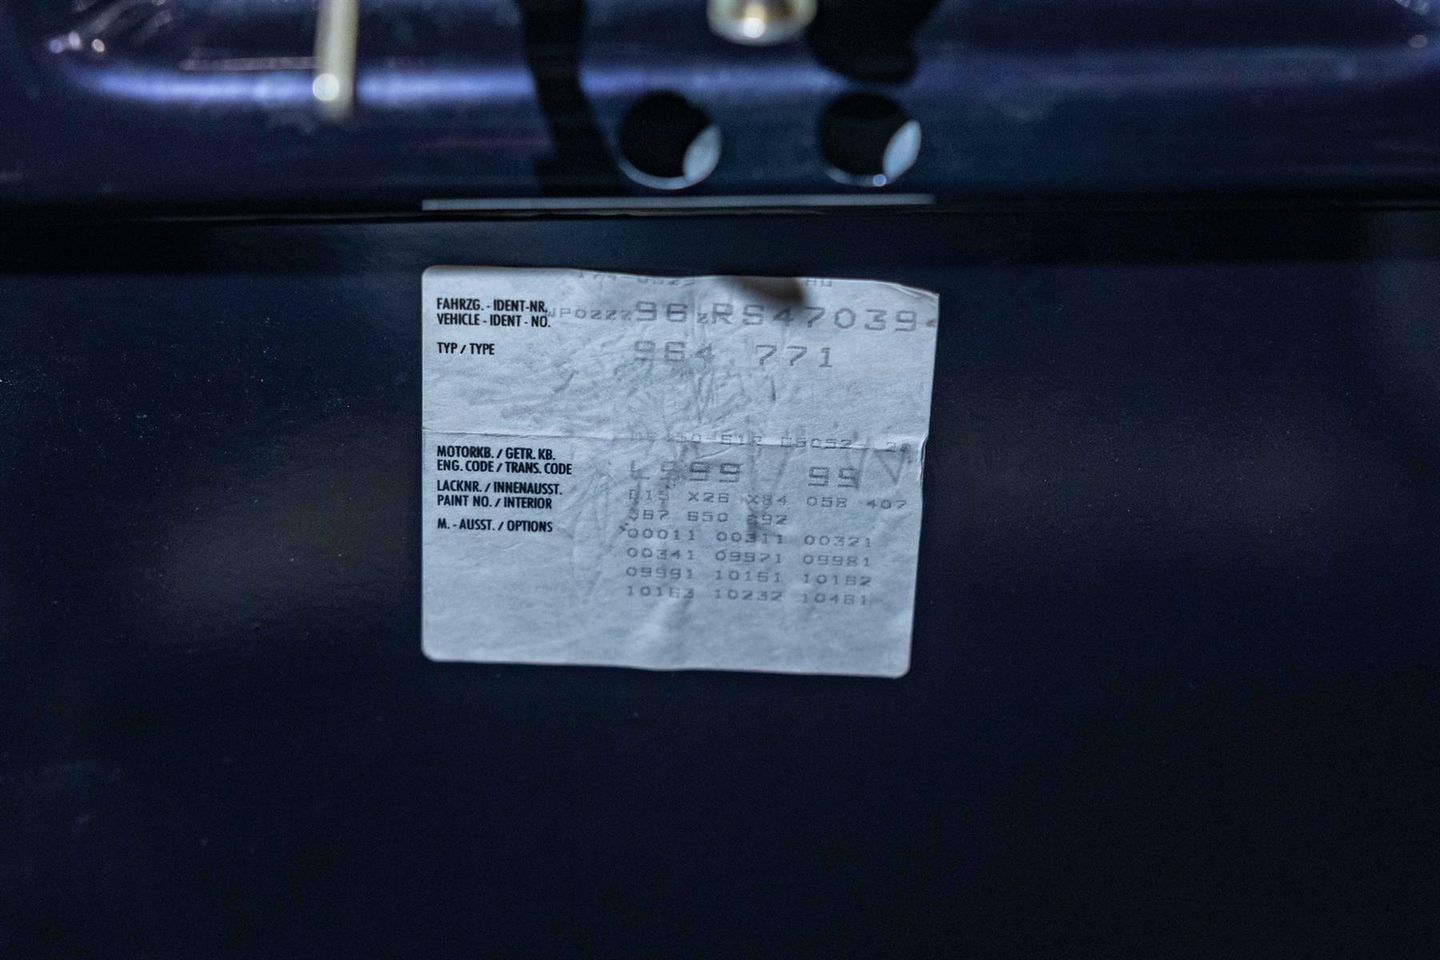 FAHRZG. - IDENT-NR.
VEHICLE - IDENT - NO. WP0ZZZ96ZRS47039
TYP / TYPE 964 771
MOTORKB. / GETR. KB.
ENG. CODE / TRANS. CODE
LACKNR. / INNENAUSST. 99 99
PAINT NO. / INTERIOR X26 X84 058 407
M. - AUSST. / OPTIONS 650
00011 00311 00321
00341 09971 09981
09991 10161 10162
10163 10232 10461